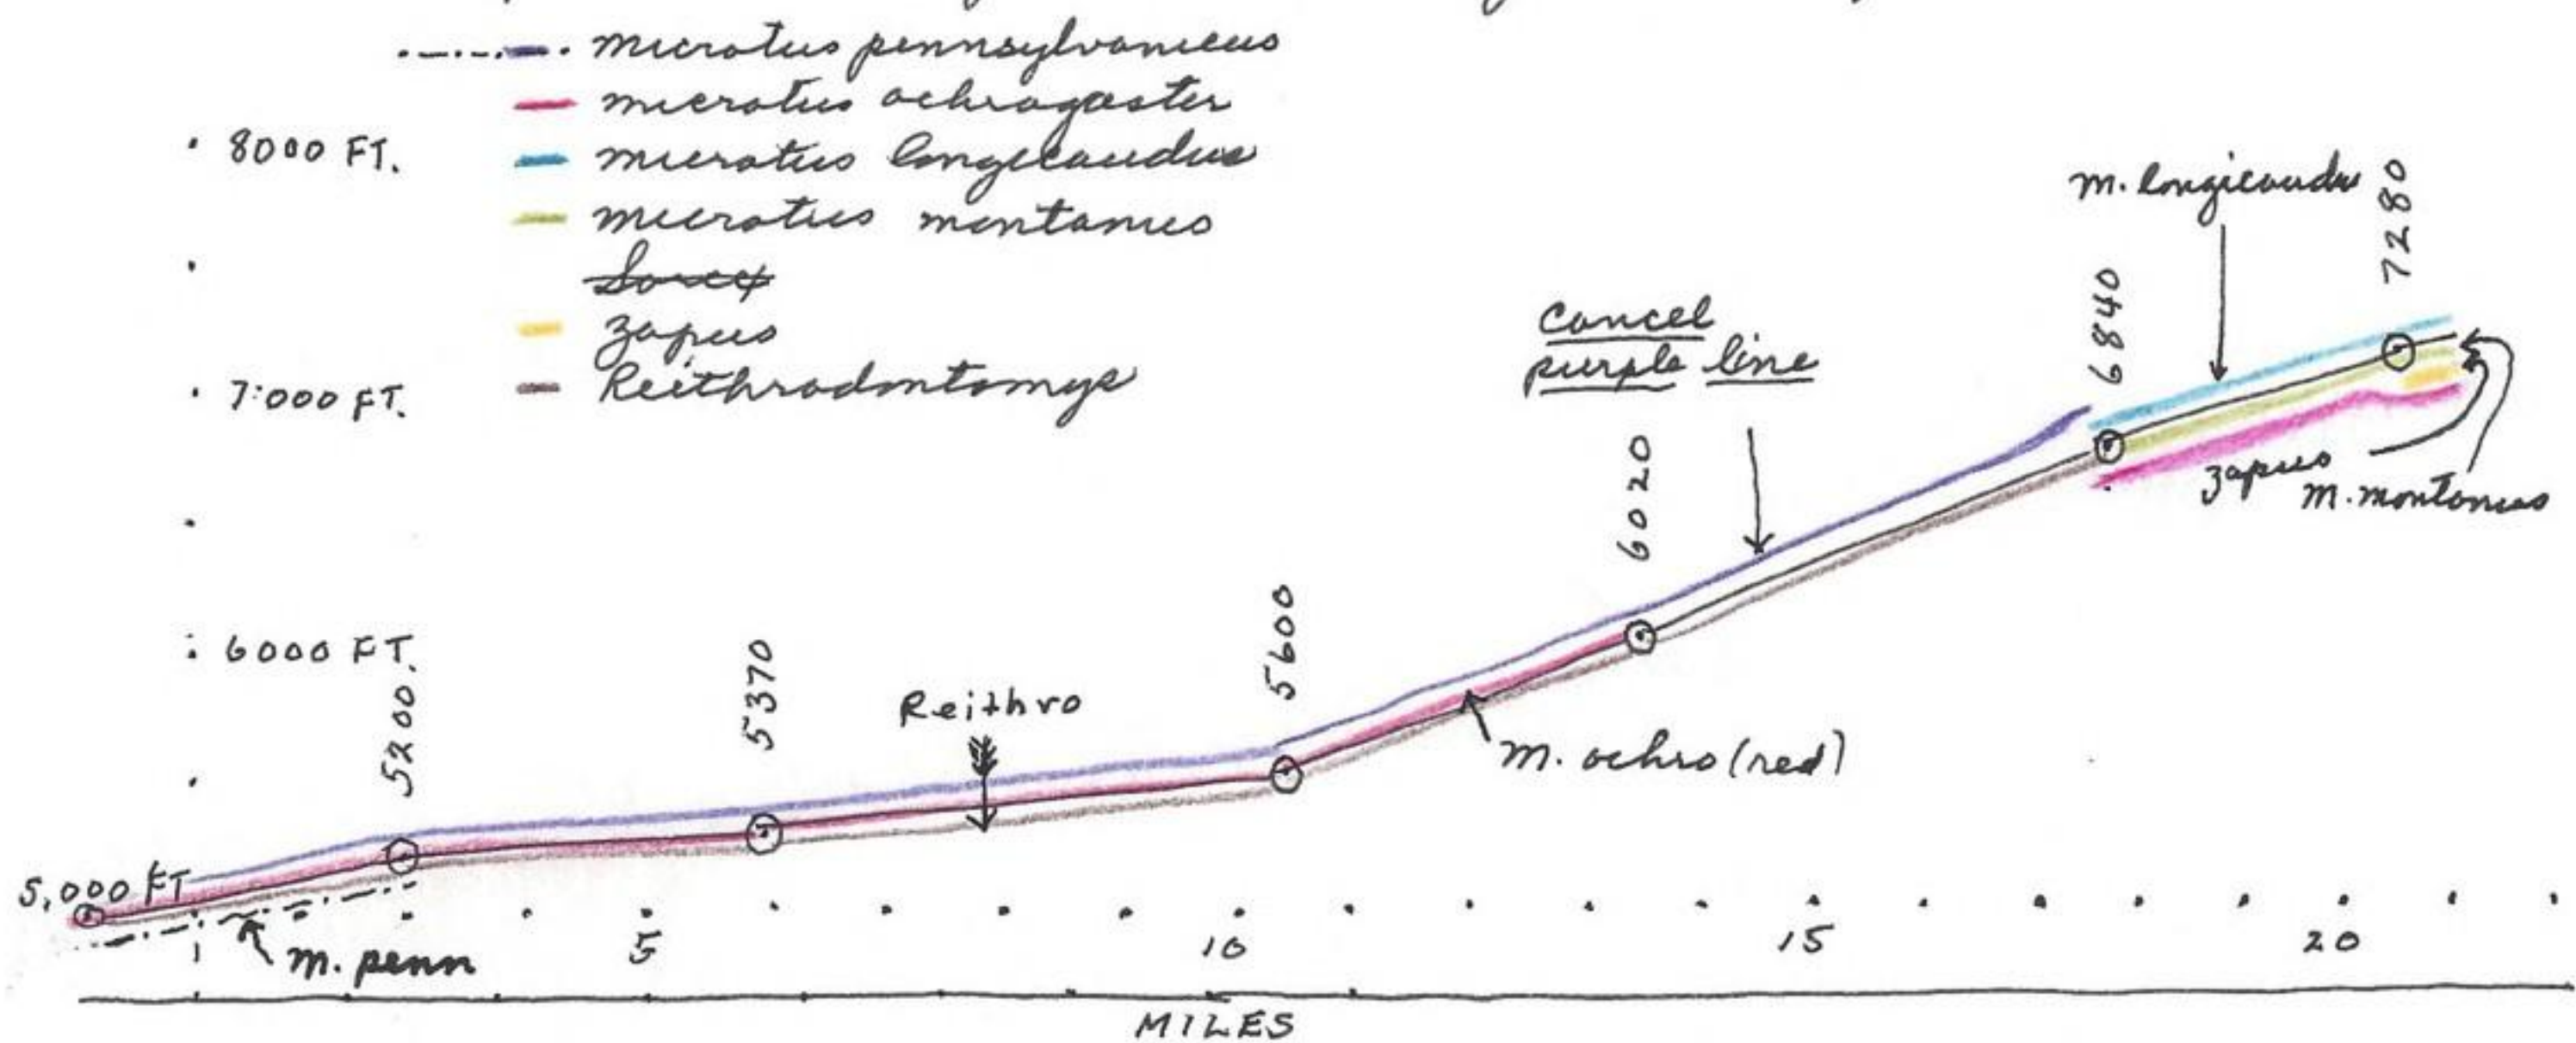 microtus pennsylvanicus
microtus ochrogaster
8000 FT.
microtus longicaudus
microtus montanus
Sorex
zapus
7:000 FT.
Reithrodontomys
m. longicaudus
7280
6840
Cancel
purple line
zapus
m. montanus
6020
6000 FT.
5600
5370
5200
Reithro
m. ochro (red)
5,000 FT
1
5
10
15
20
m. penn
MILES